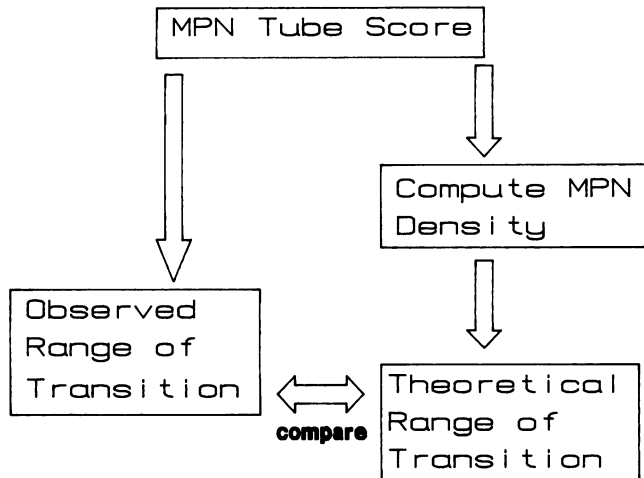 MPN Tube Score
Compute MPN
Density
Observed
Range of
Transition
compare
Theoretical
Range of
Transition